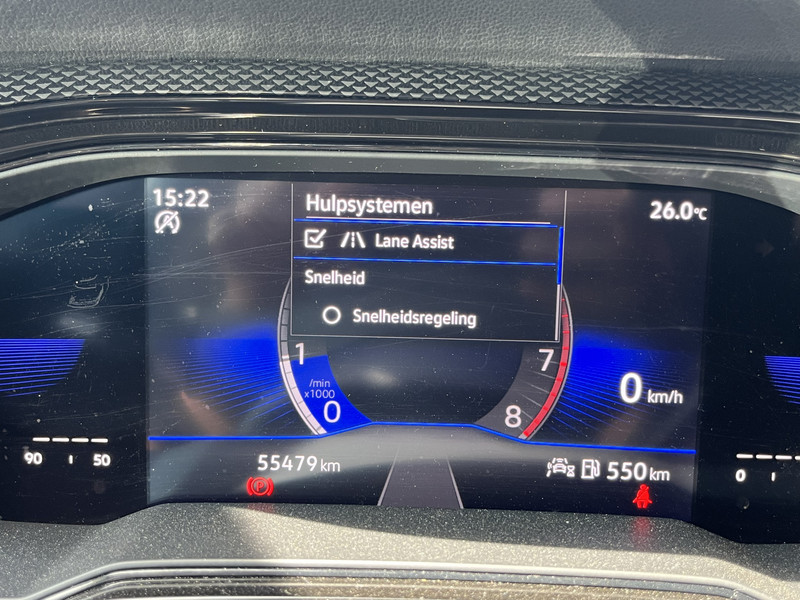 15:22
Hulpsystemen
26.0°C
Lane Assist
Snelheid
Snelheidsregeling
1
7
/min
x1000
0
8
0 km/h
90
50
0
55479 km
550 km
P